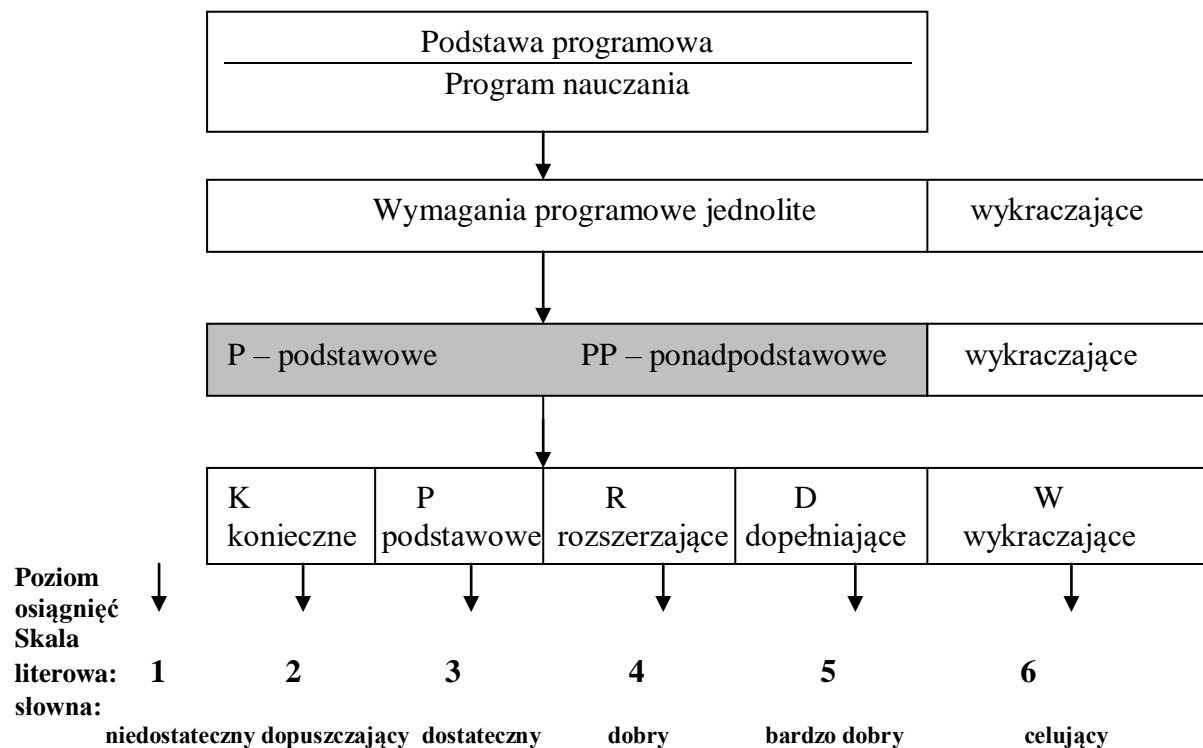 Podstawa programowa
Program nauczania
Wymagania programowe jednolite wykraczające
P – podstawowe PP – ponadpodstawowe wykraczające
K P R D W
konieczne podstawowe rozszerzające dopełniające wykraczające
Poziom
osiągnięć
Skala
literowa: 1 2 3 4 5 6
słowna:
niedostateczny dopuszczający dostateczny dobry bardzo dobry celujący